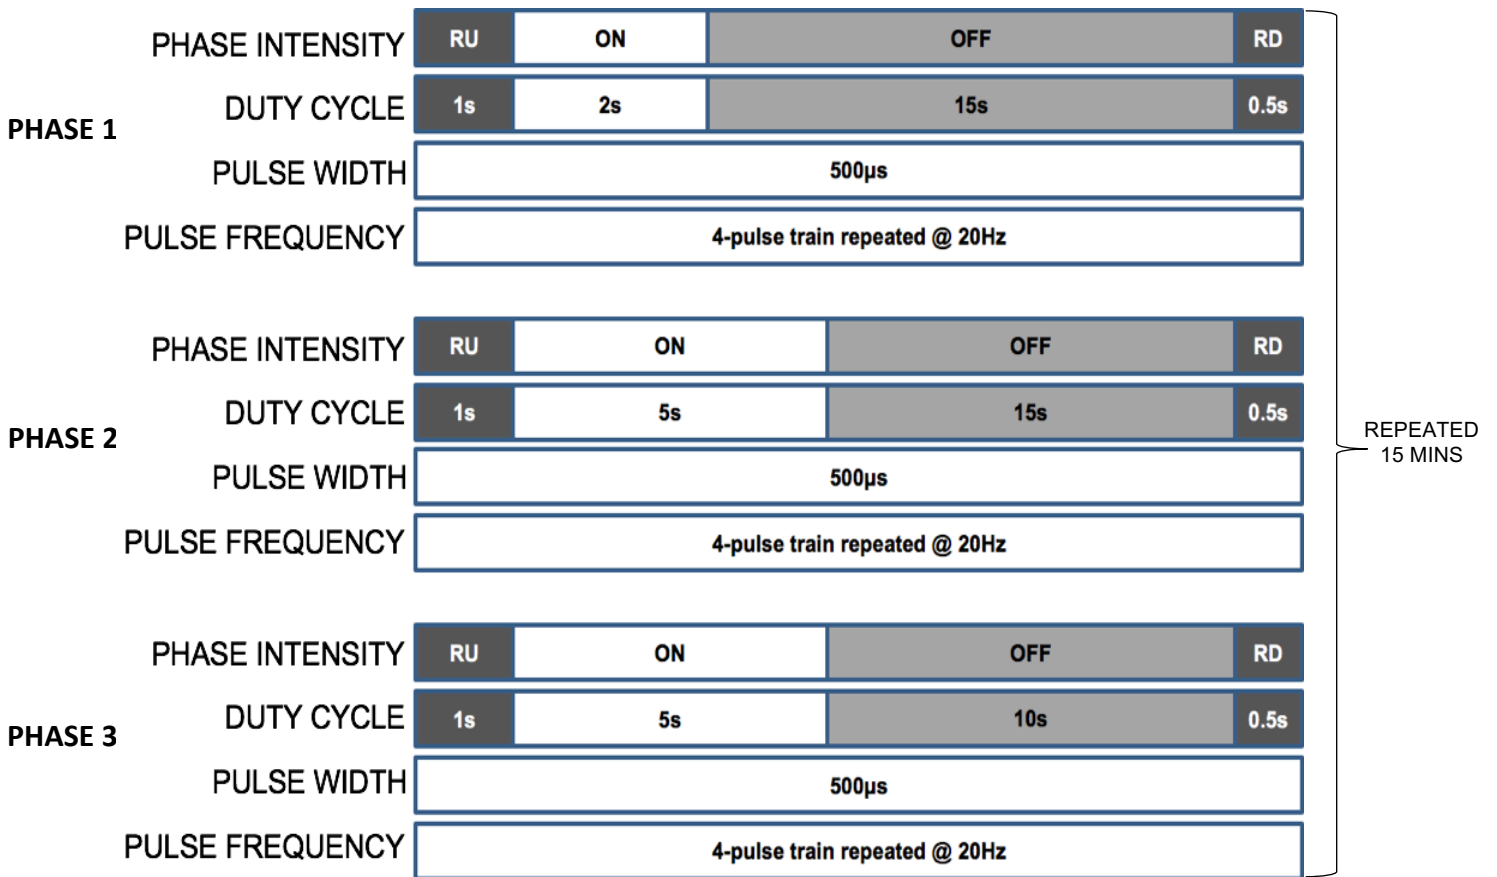 PHASE 1
PHASE INTENSITY RU ON OFF RD
DUTY CYCLE 1s 2s 15s 0.5s
PULSE WIDTH 500µs
PULSE FREQUENCY 4-pulse train repeated @ 20Hz
PHASE 2
PHASE INTENSITY RU ON OFF RD
DUTY CYCLE 1s 5s 15s 0.5s
PULSE WIDTH 500µs
PULSE FREQUENCY 4-pulse train repeated @ 20Hz
PHASE 3
PHASE INTENSITY RU ON OFF RD
DUTY CYCLE 1s 5s 10s 0.5s
PULSE WIDTH 500µs
PULSE FREQUENCY 4-pulse train repeated @ 20Hz
REPEATED
15 MINS